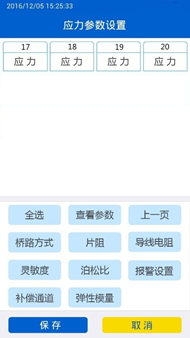 2016/12/05 15:25:33
应力参数设置
17 18 19 20
应 力 应 力 应 力 应 力
全选 查看参数 上一页
桥路方式 片阻 导线电阻
灵敏度 泊松比 报警设置
补偿通道 弹性模量
保 存 取 消